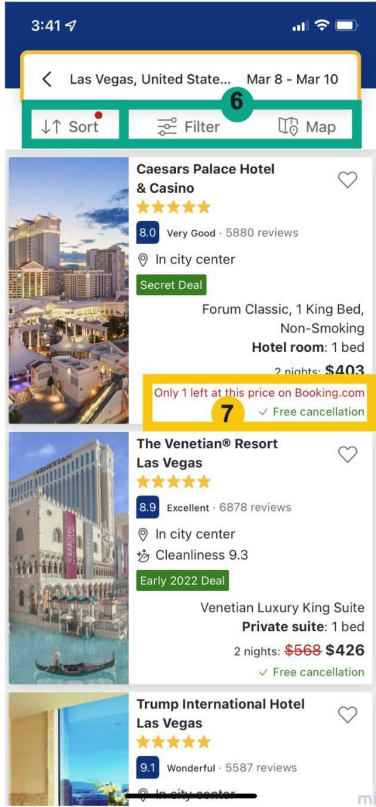 3:41
Las Vegas, United State... Mar 8 - Mar 10
6
Sort Filter Map
Caesars Palace Hotel
& Casino
8.0 Very Good · 5880 reviews
In city center
Secret Deal
Forum Classic, 1 King Bed,
Non-Smoking
Hotel room: 1 bed
2 nights: $403
Only 1 left at this price on Booking.com
7 Free cancellation
The Venetian® Resort
Las Vegas
8.9 Excellent · 6878 reviews
In city center
Cleanliness 9.3
Early 2022 Deal
Venetian Luxury King Suite
Private suite: 1 bed
2 nights: $568 $426
Free cancellation
Trump International Hotel
Las Vegas
9.1 Wonderful · 5587 reviews
In city center